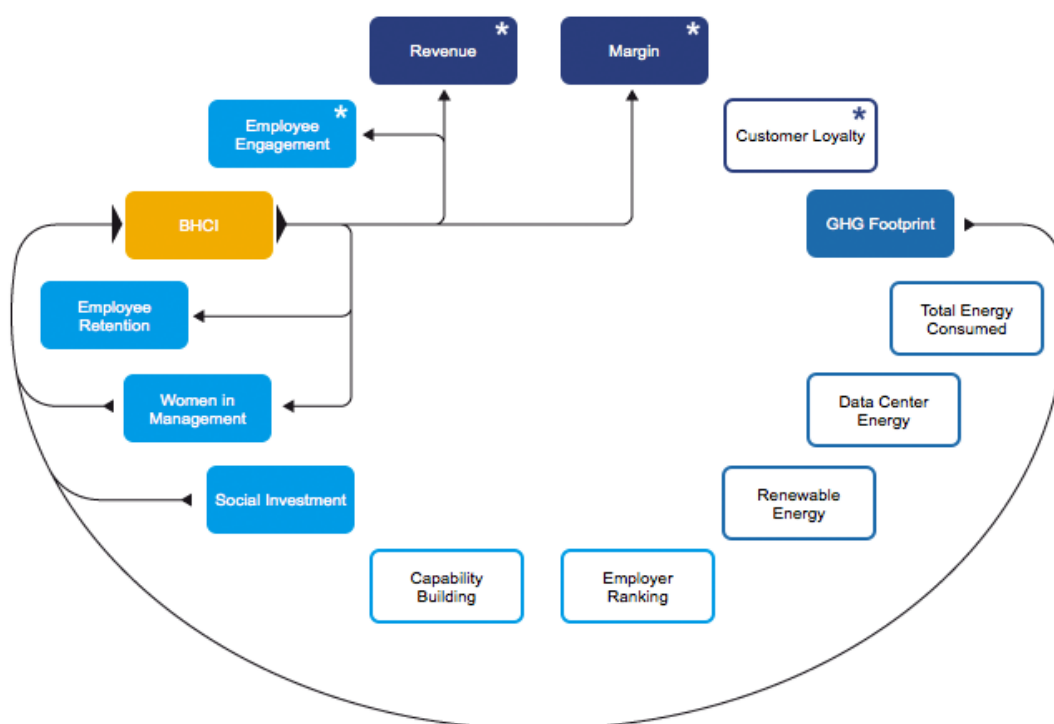 Revenue *
Margin *
Employee *
Engagement
Customer Loyalty *
BHCI
GHG Footprint
Employee
Retention
Total Energy
Consumed
Women in
Management
Data Center
Energy
Social Investment
Renewable
Energy
Capability
Building
Employer
Ranking